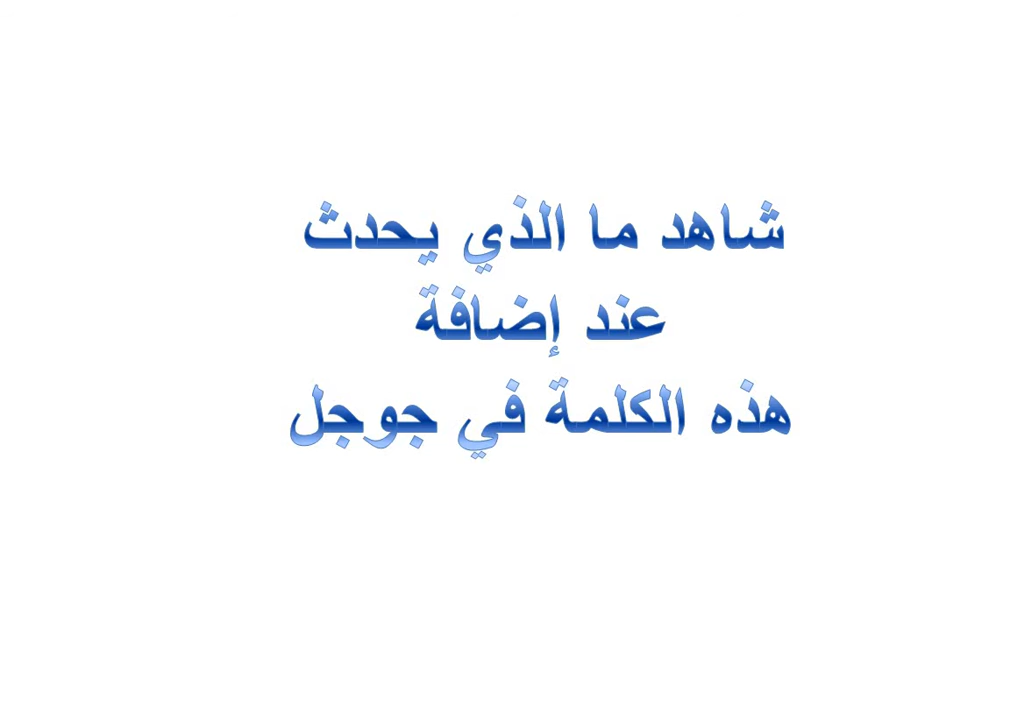 شاهد ما الذي يحدث
عند إضافة
هذه الكلمة في جوجل